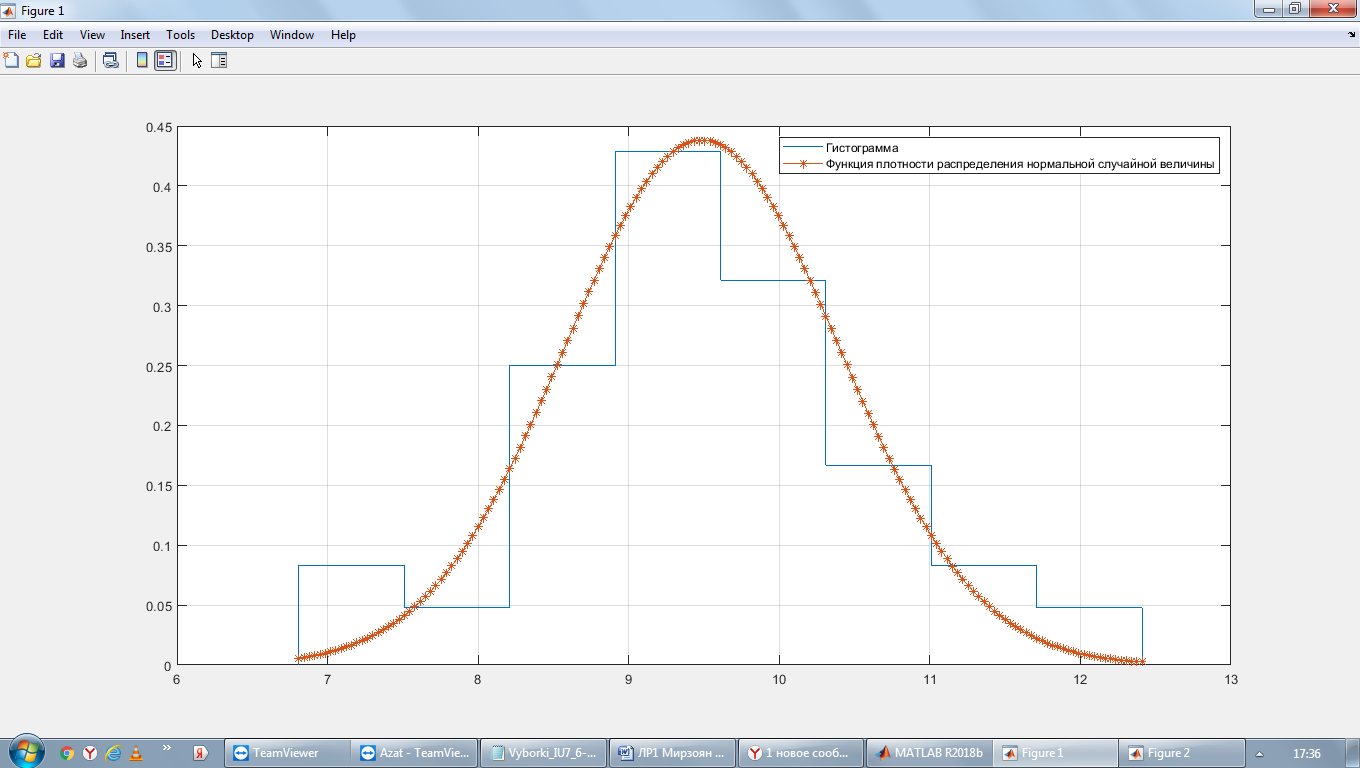 Figure 1
File Edit View Insert Tools Desktop Window Help
0.45
0.4
0.35
0.3
0.25
0.2
0.15
0.1
0.05
0
6 7 8 9 10 11 12 13
Гистограмма
Функция плотности распределения нормальной случайной величины
TeamViewer Azat - TeamVie... Vyborki_IU7_6-... ЛР1 Мирзоян ... 1 новое сооб... MATLAB R2018b Figure 1 Figure 2 17:36